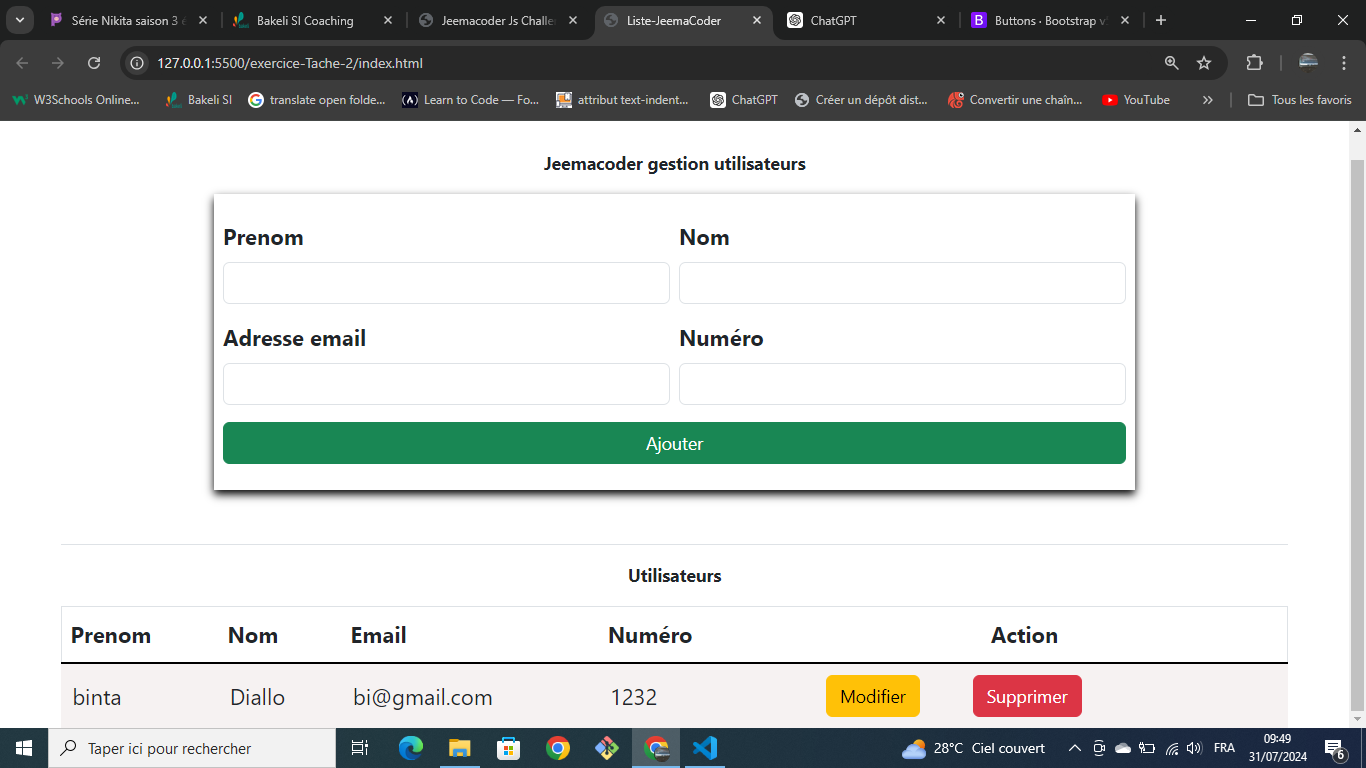 Série Nikita saison 3 é
Bakeli SI Coaching
Jeemacoder Js Challe
Liste-JeemaCoder
ChatGPT
B Buttons · Bootstrap v
127.0.0.1:5500/exercice-Tache-2/index.html
W3Schools Online...
Bakeli SI
translate open folde...
Learn to Code — Fo...
attribut text-indent...
ChatGPT
Créer un dépôt dist...
Convertir une chaîn...
YouTube
Tous les favoris
Jeemacoder gestion utilisateurs
Prenom
Nom
Adresse email
Numéro
Ajouter
Utilisateurs
Prenom Nom Email Numéro Action
binta Diallo bi@gmail.com 1232 Modifier Supprimer
Taper ici pour rechercher
28°C Ciel couvert
FRA
09:49
31/07/2024
6